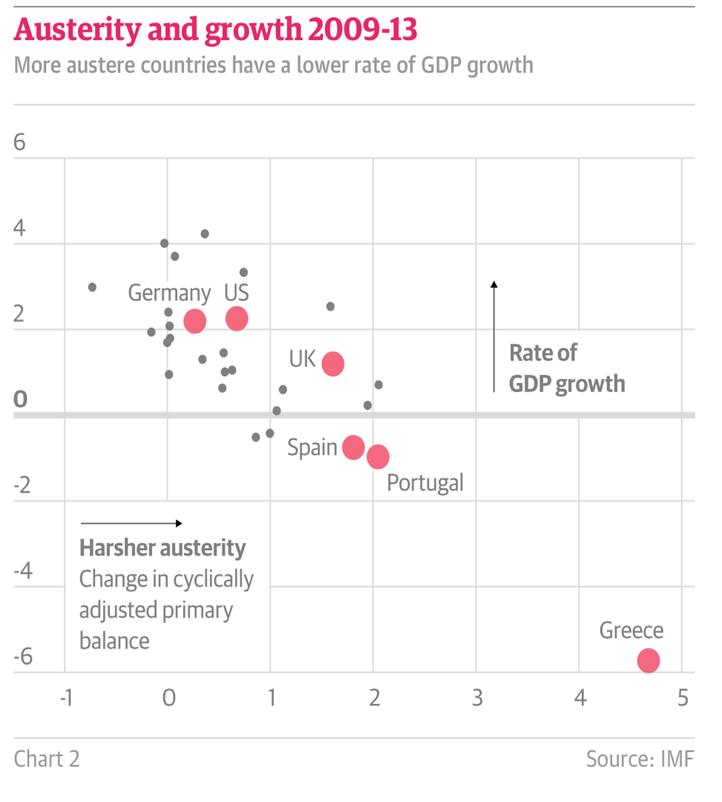 Austerity and growth 2009-13
More austere countries have a lower rate of GDP growth
6
4
Germany US
2
UK
Rate of
GDP growth
0
Spain
Portugal
-2
Harsher austerity
Change in cyclically
adjusted primary
balance
-4
Greece
-6
-1 0 1 2 3 4 5
Chart 2
Source: IMF